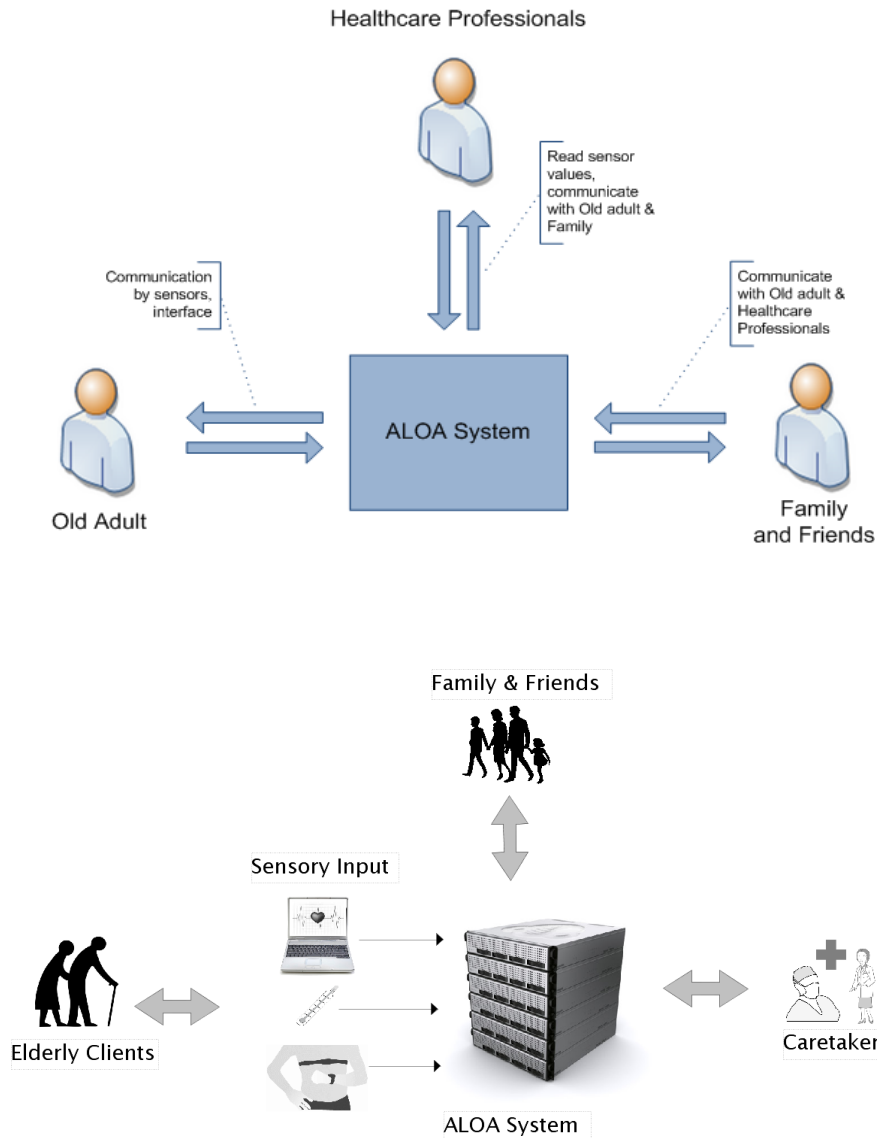 Healthcare Professionals
Read sensor
values,
communicate
with Old adult &
Family
Communication
by sensors,
interface
Communicate
with Old adult &
Healthcare
Professionals
ALOA System
Old Adult
Family
and Friends
Family & Friends
Sensory Input
Elderly Clients
Caretaker
ALOA System